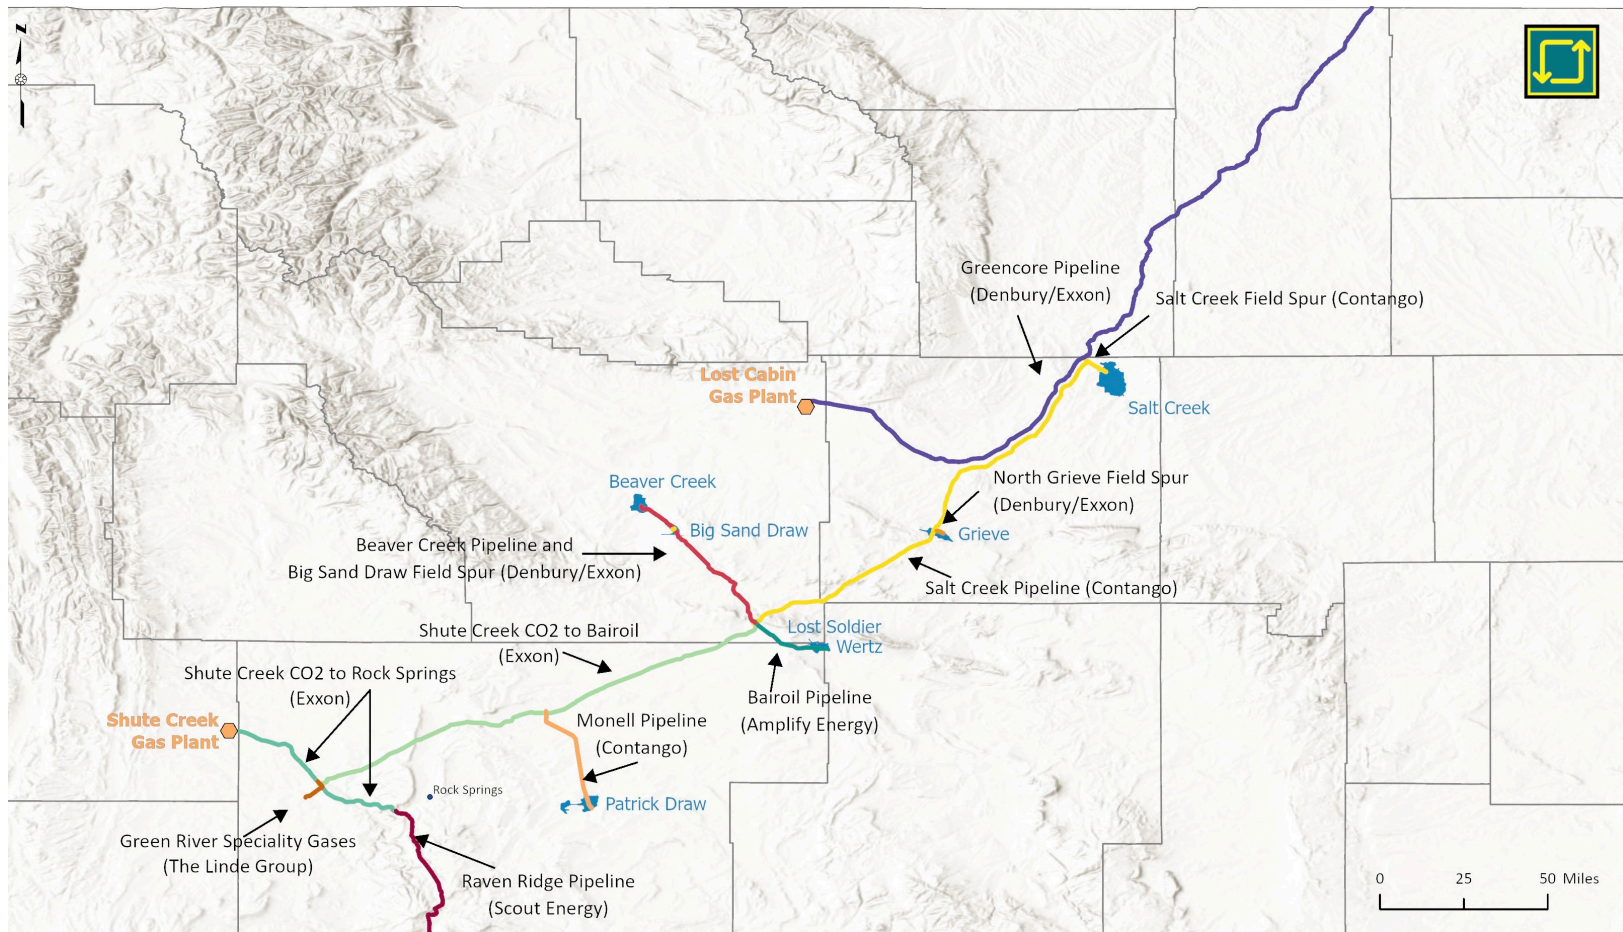 Z
Greencore Pipeline
(Denbury/Exxon)
Salt Creek Field Spur (Contango)
Lost Cabin
Gas Plant
Salt Creek
Beaver Creek
North Grieve Field Spur
(Denbury/Exxon)
Big Sand Draw
Grieve
Beaver Creek Pipeline and
Big Sand Draw Field Spur (Denbury/Exxon)
Salt Creek Pipeline (Contango)
Shute Creek CO2 to Bairoil
(Exxon)
Lost Soldier
Wertz
Shute Creek CO2 to Rock Springs
(Exxon)
Bairoil Pipeline
(Amplify Energy)
Shute Creek
Gas Plant
Monell Pipeline
(Contango)
Rock Springs
Patrick Draw
Green River Speciality Gases
(The Linde Group)
Raven Ridge Pipeline
(Scout Energy)
0 25 50 Miles